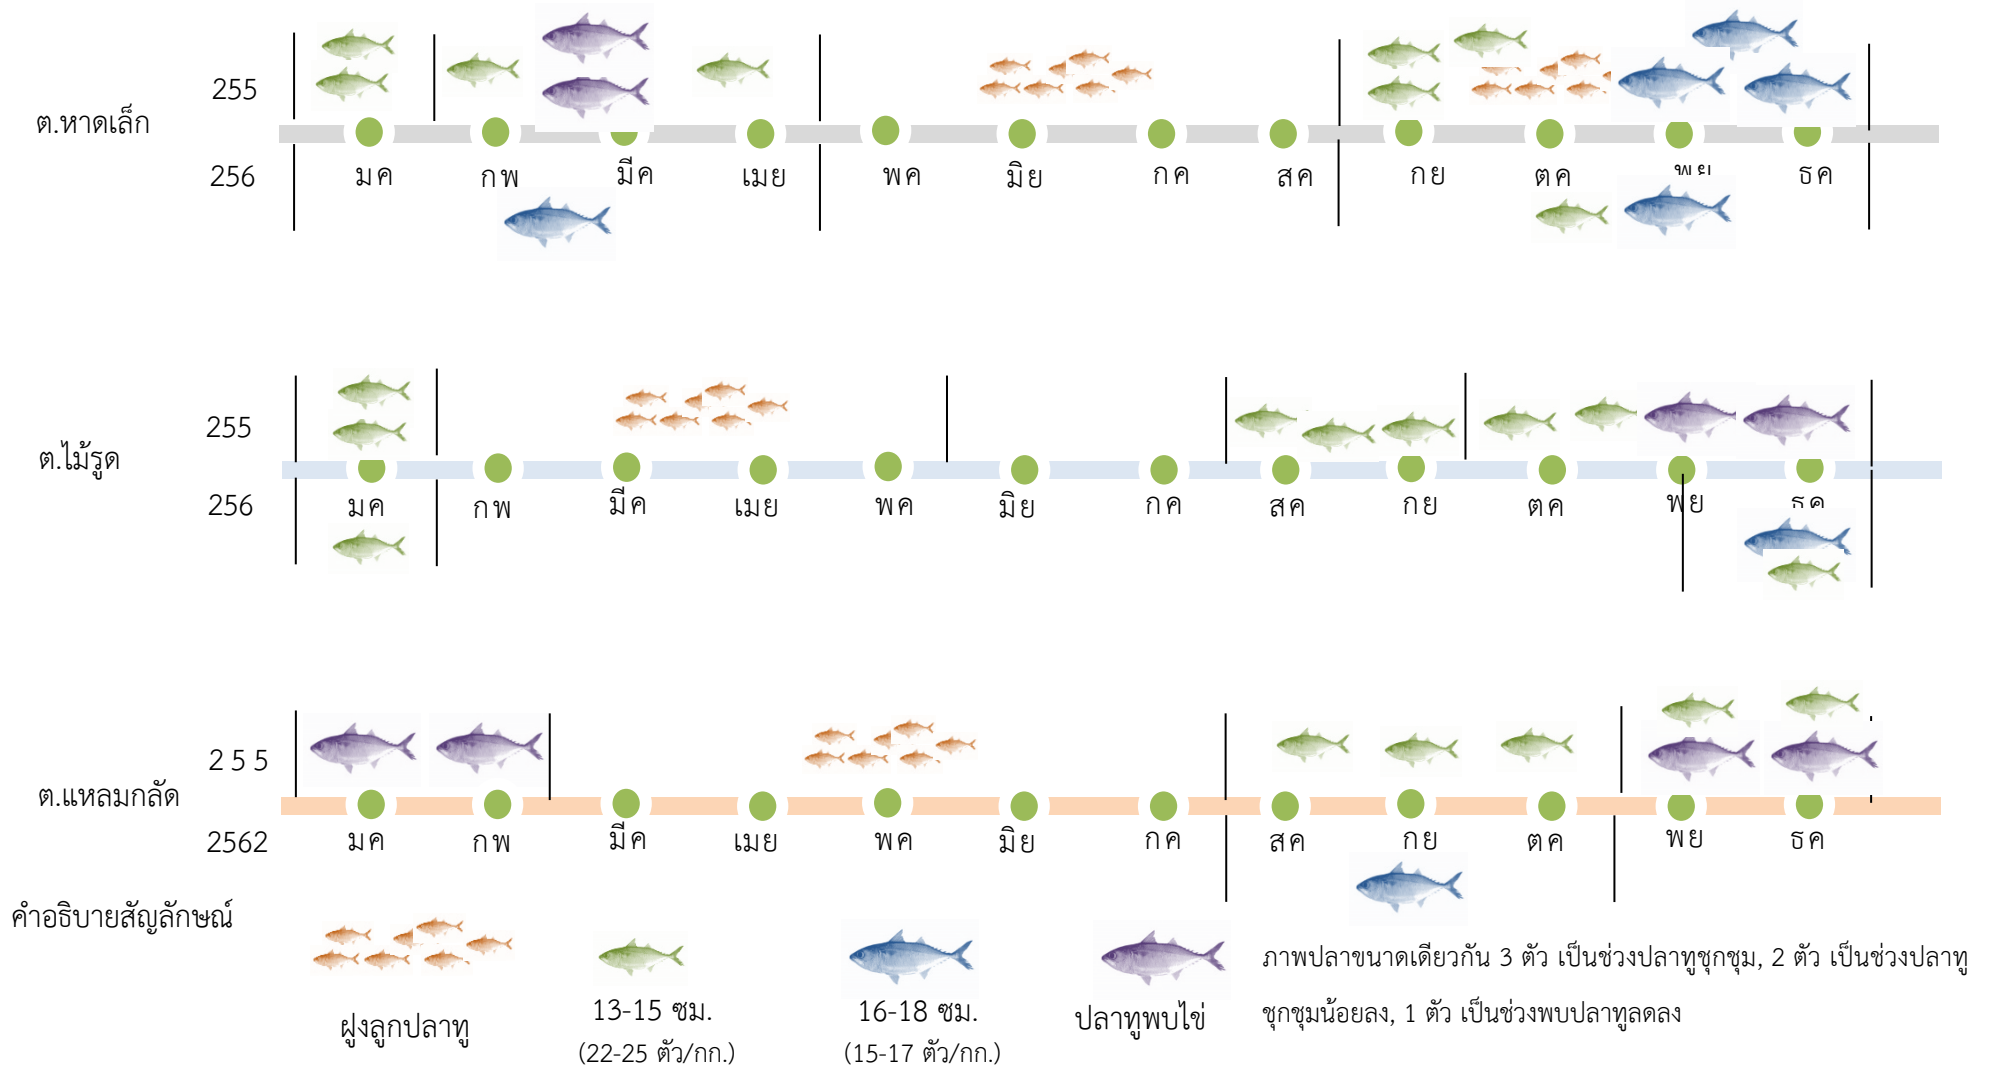 255
ต.หาดเล็ก
256
มค กพ มีค เมย พค มิย กค สค กย ตค พย ธค
255
ต.ไม้รูด
256
มค กพ มีค เมย พค มิย กค สค กย ตค พย ธค
2 5 5
ต.แหลมกลัด
2562
มค กพ มีค เมย พค มิย กค สค กย ตค พย ธค
คำอธิบายสัญลักษณ์
ฝูงลูกปลาทู
13-15 ซม.
(22-25 ตัว/กก.)
16-18 ซม.
(15-17 ตัว/กก.)
ปลาทูพบไข่
ภาพปลาขนาดเดียวกัน 3 ตัว เป็นช่วงปลาทูชุกชุม, 2 ตัว เป็นช่วงปลาทู
ชุกชุมน้อยลง, 1 ตัว เป็นช่วงพบปลาทูลดลง